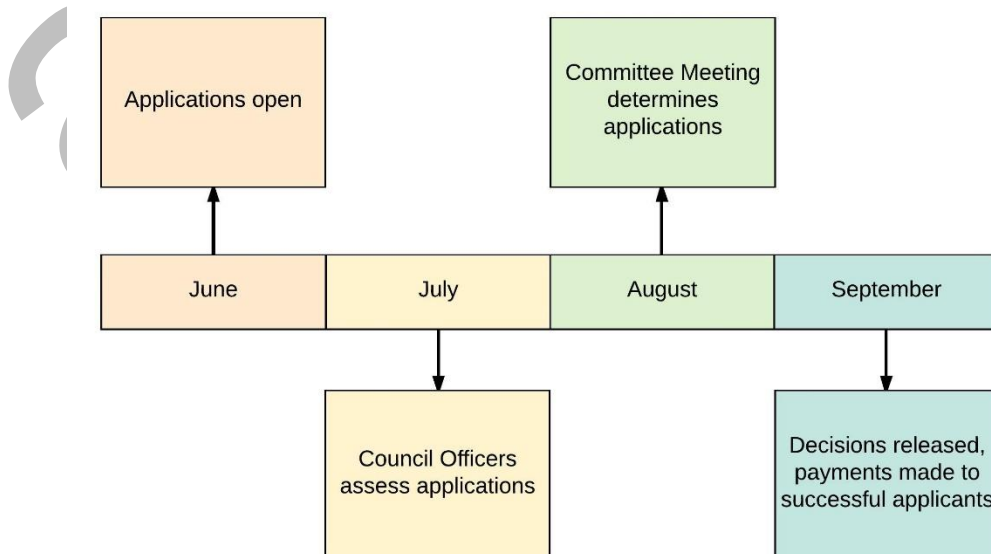 Applications open
Committee Meeting
determines
applications
June
July
August
September
Council Officers
assess applications
Decisions released,
payments made to
successful applicants